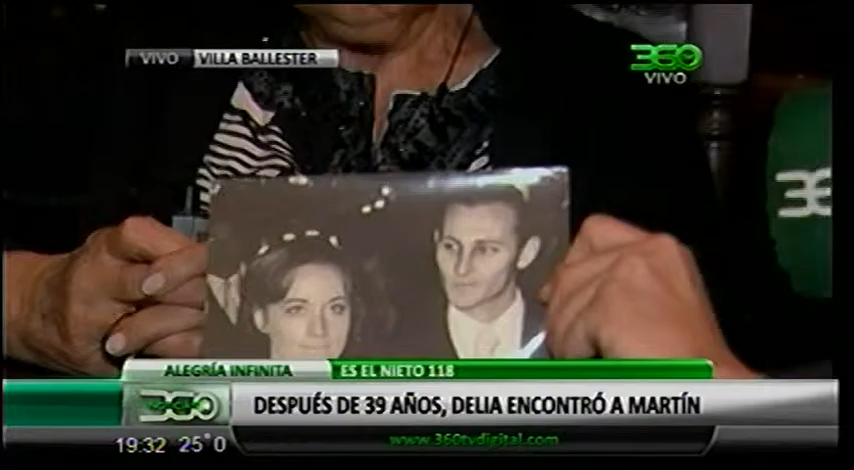 VIVO VILLA BALLESTER
360
VIVO
36
ALEGRÍA INFINITA ES EL NIETO 118
360
DESPUÉS DE 39 AÑOS, DELIA ENCONTRÓ A MARTÍN
19:32 25°0
www.360tvdigital.com